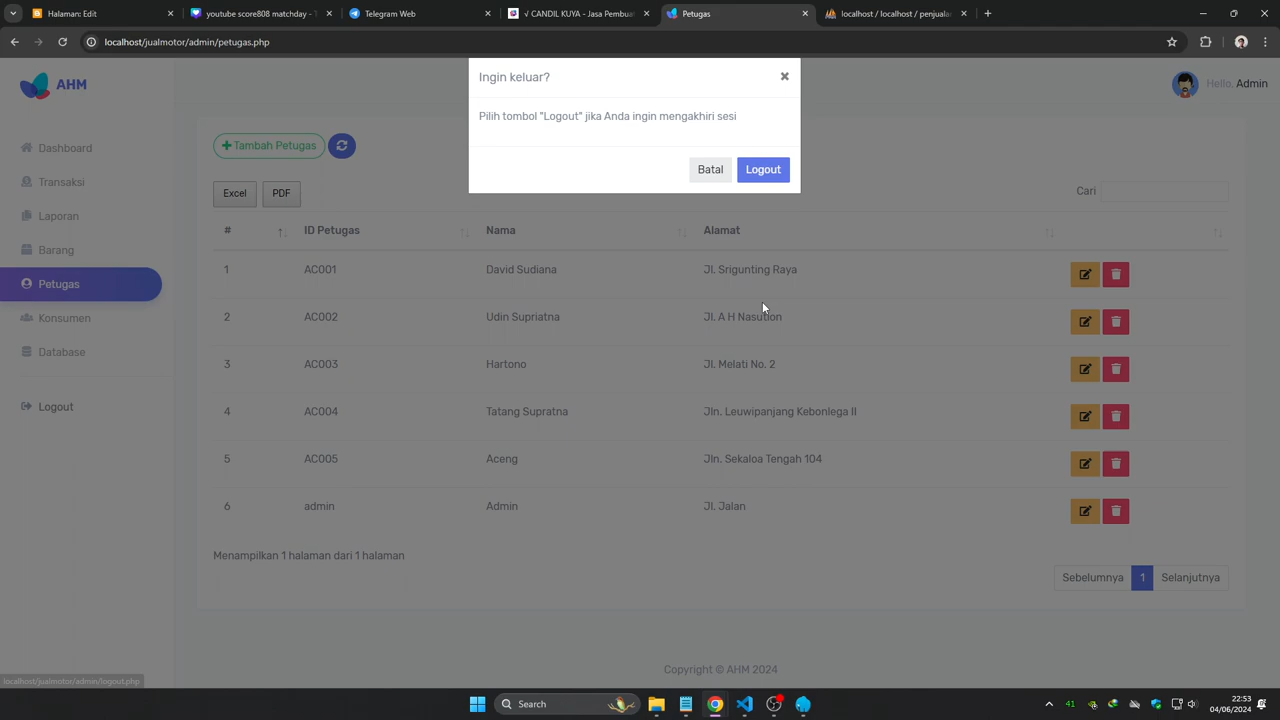 Halaman: Edit
youtube score808 matchday - 
Telegram Web
√ CANDIL KUYA - Jasa Pembuat
Petugas
localhost / localhost / penjuala
localhost/jualmotor/admin/petugas.php
AHM
Hello, Admin
Ingin keluar?
Pilih tombol "Logout" jika Anda ingin mengakhiri sesi
Batal Logout
Dashboard
Transaksi
Laporan
Barang
Petugas
Konsumen
Database
Logout
Tambah Petugas
Excel PDF
Cari
# ID Petugas Nama Alamat
1 AC001 David Sudiana Jl. Srigunting Raya
2 AC002 Udin Supriatna Jl. A H Nasution
3 AC003 Hartono Jl. Melati No. 2
4 AC004 Tatang Supratna Jln. Leuwipanjang Kebonlega II
5 AC005 Aceng Jln. Sekaloa Tengah 104
6 admin Admin Jl. Jalan
Menampilkan 1 halaman dari 1 halaman
Sebelumnya 1 Selanjutnya
Copyright © AHM 2024
localhost/jualmotor/admin/logout.php
Search
41
22:53
04/06/2024